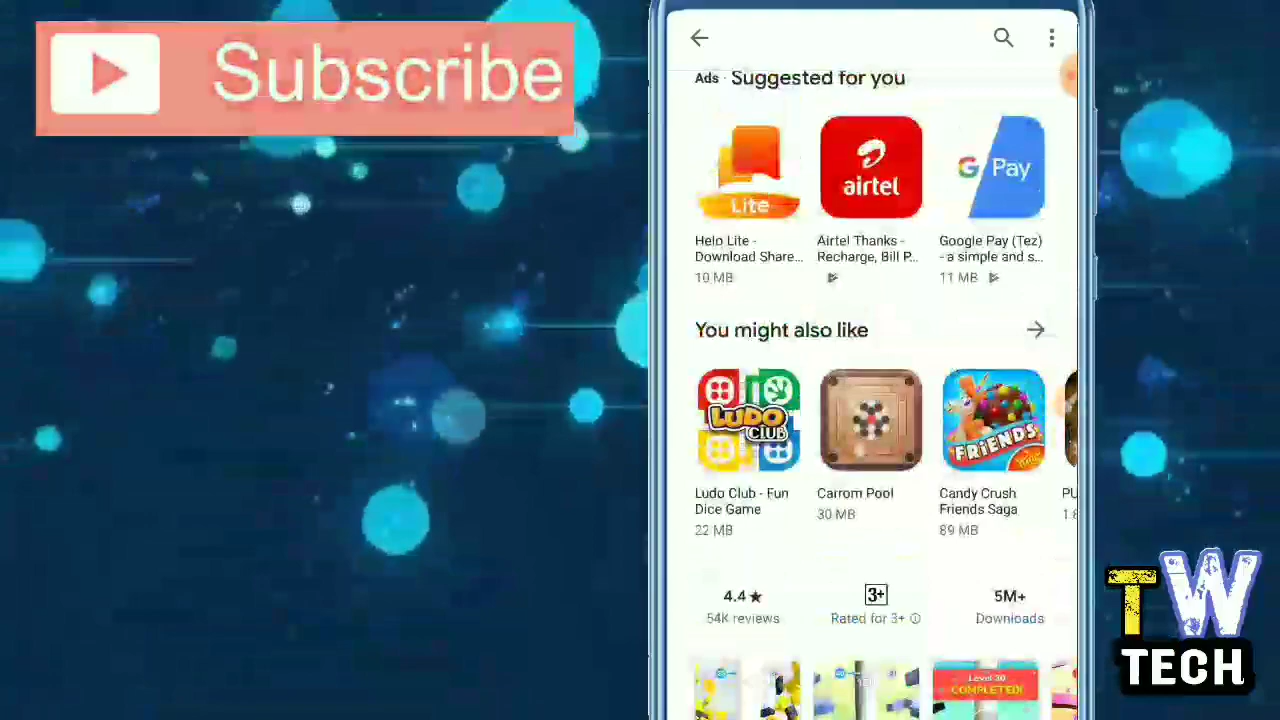 Subscribe
Ads · Suggested for you
Lite
airtel
G Pay
Helo Lite -
Download Share...
10 MB
Airtel Thanks -
Recharge, Bill P...
Google Pay (Tez)
- a simple and s...
11 MB
You might also like
LUDO
CLUB
FRiENDS
Ludo Club - Fun
Dice Game
22 MB
Carrom Pool
30 MB
Candy Crush
Friends Saga
89 MB
PU
1.8
4.4★
54K reviews
3+
Rated for 3+
5M+
Downloads
Level 30
COMPLETED!
TW
TECH